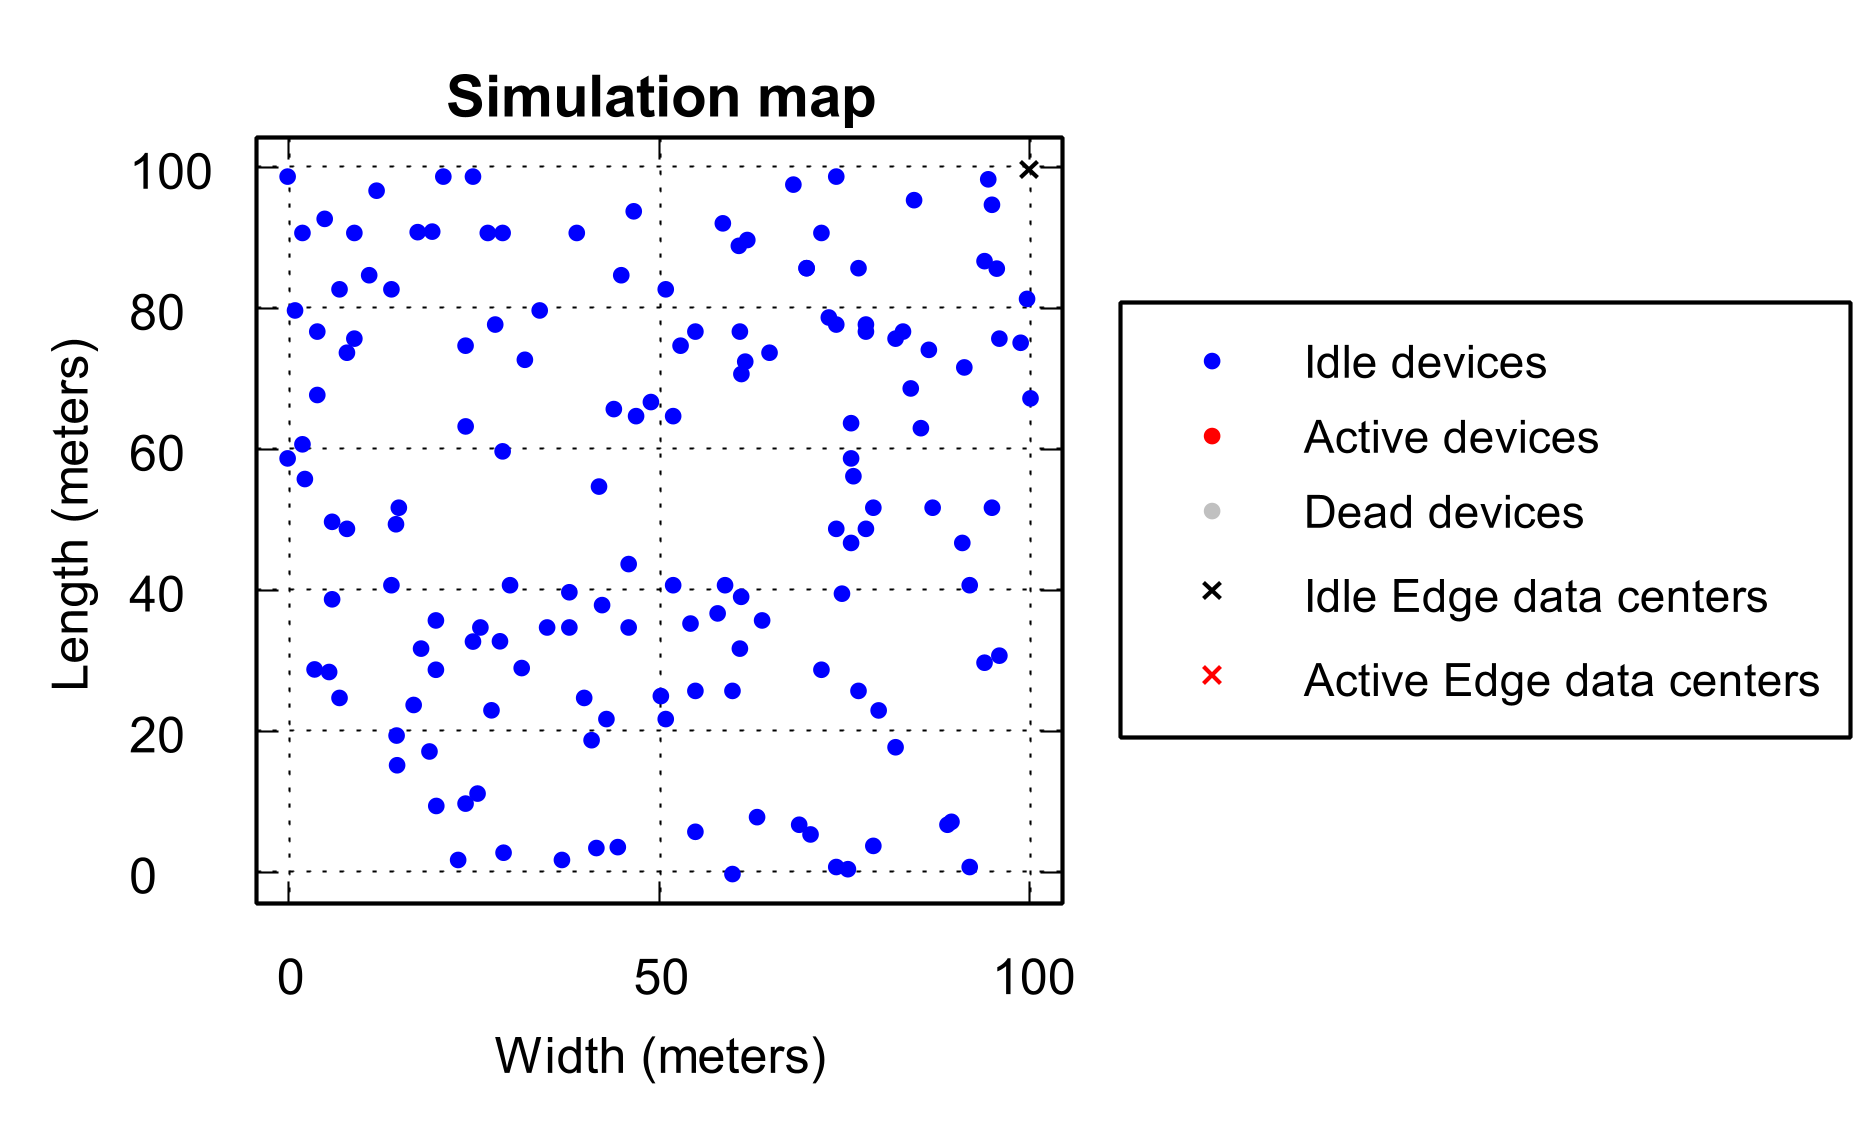 Simulation map
100
80
60
40
20
0
Length (meters)
0 50 100
Width (meters)
Idle devices
Active devices
Dead devices
Idle Edge data centers
Active Edge data centers